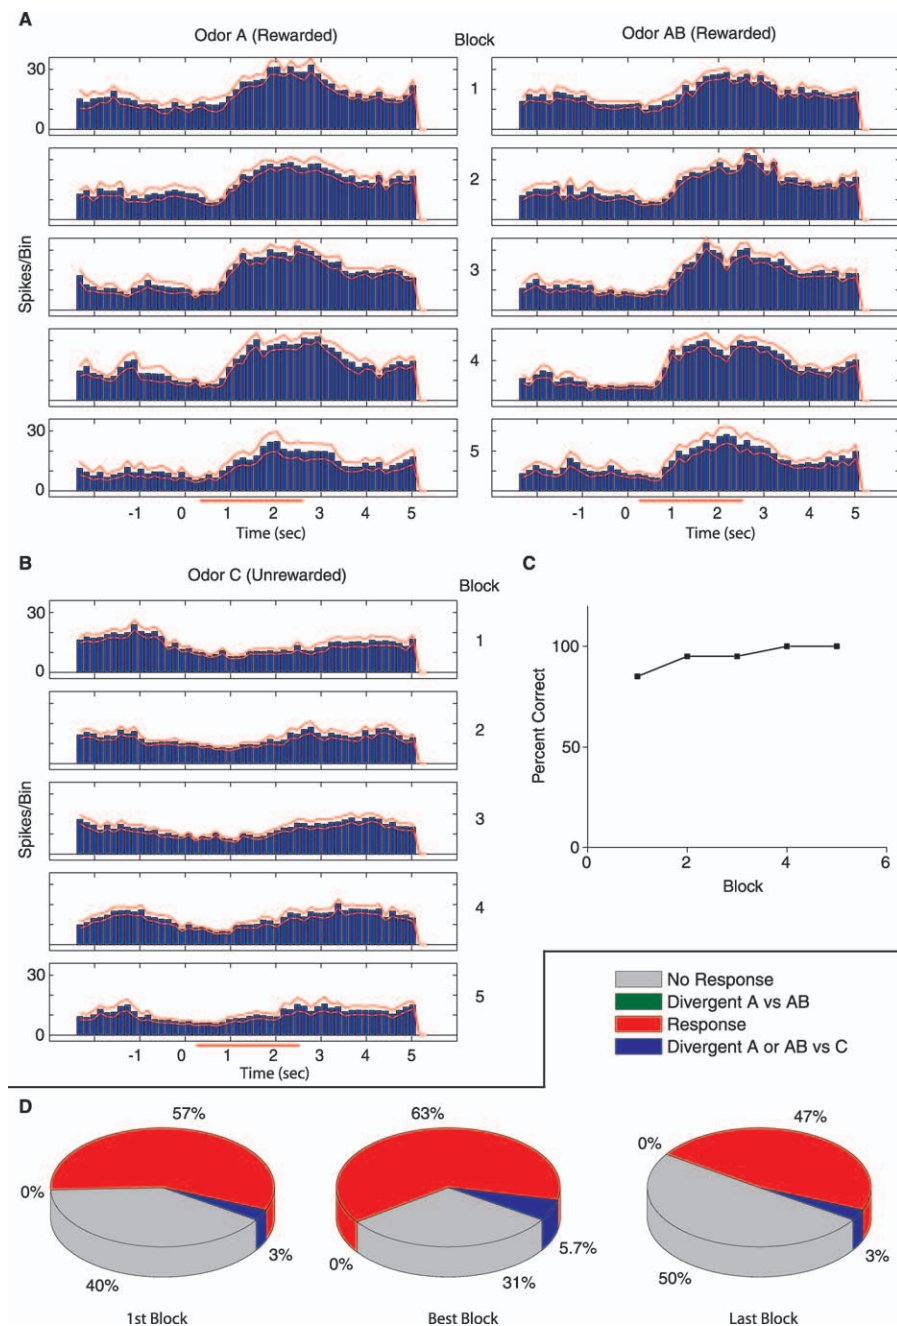 A
Odor A (Rewarded)
Block
Odor AB (Rewarded)
30
0
1
2
Spikes/Bin
3
4
30
0
5
-1 0 1 2 3 4 5
Time (sec)
-1 0 1 2 3 4 5
Time (sec)
B
Odor C (Unrewarded)
Block
30
0
1
2
Spikes/Bin
3
4
30
0
5
-1 0 1 2 3 4 5
Time (sec)
C
Percent Correct
100
50
0
0 2 4 6
Block
No Response
Divergent A vs AB
Response
Divergent A or AB vs C
D
57%
0%
3%
40%
1st Block
63%
0%
5.7%
31%
Best Block
0%
47%
3%
50%
Last Block